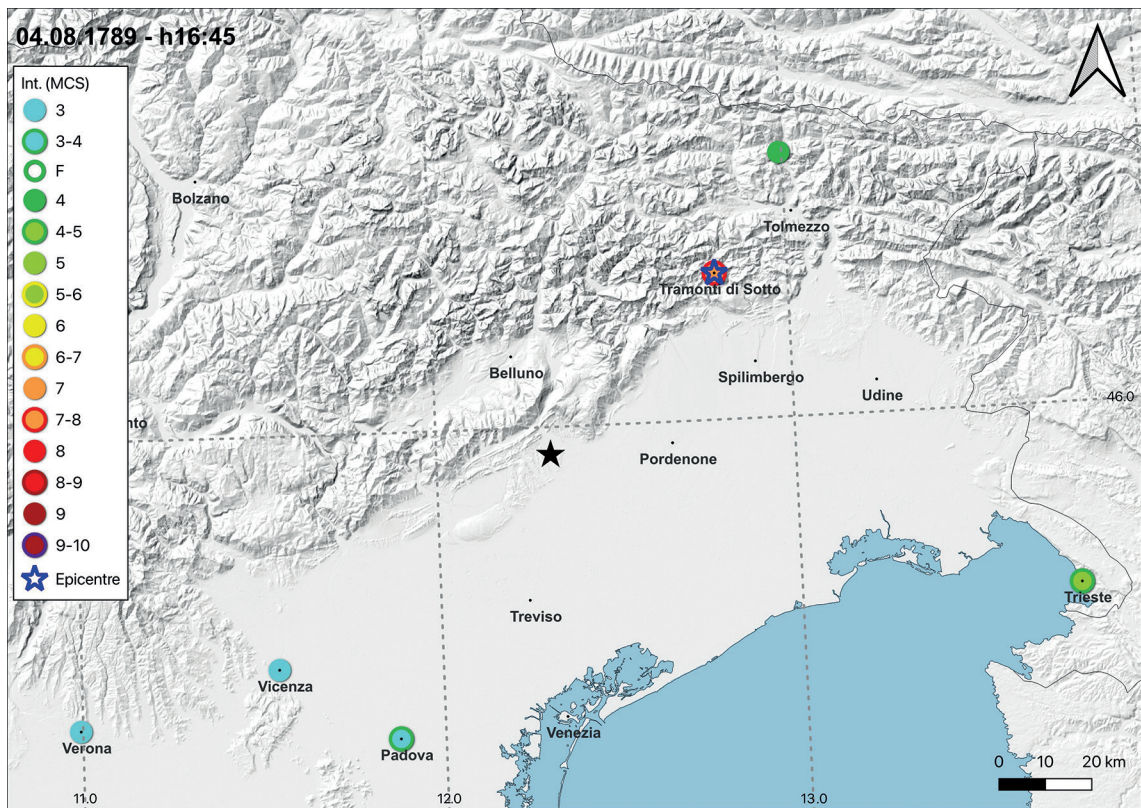 04.08.1789 - h16:45
Int. (MCS)
3
3-4
F
4
4-5
5
5-6
6
6-7
7
7-8
8
8-9
9
9-10
Epicentre
Bolzano
Tolmezzo
Tramonti di Sotto
Belluno
Spilimbergo
Udine
46.0
nto
Pordenone
Treviso
Trieste
Vicenza
Venezia
Verona
Padova
0 10 20 km
11.0 12.0 13.0